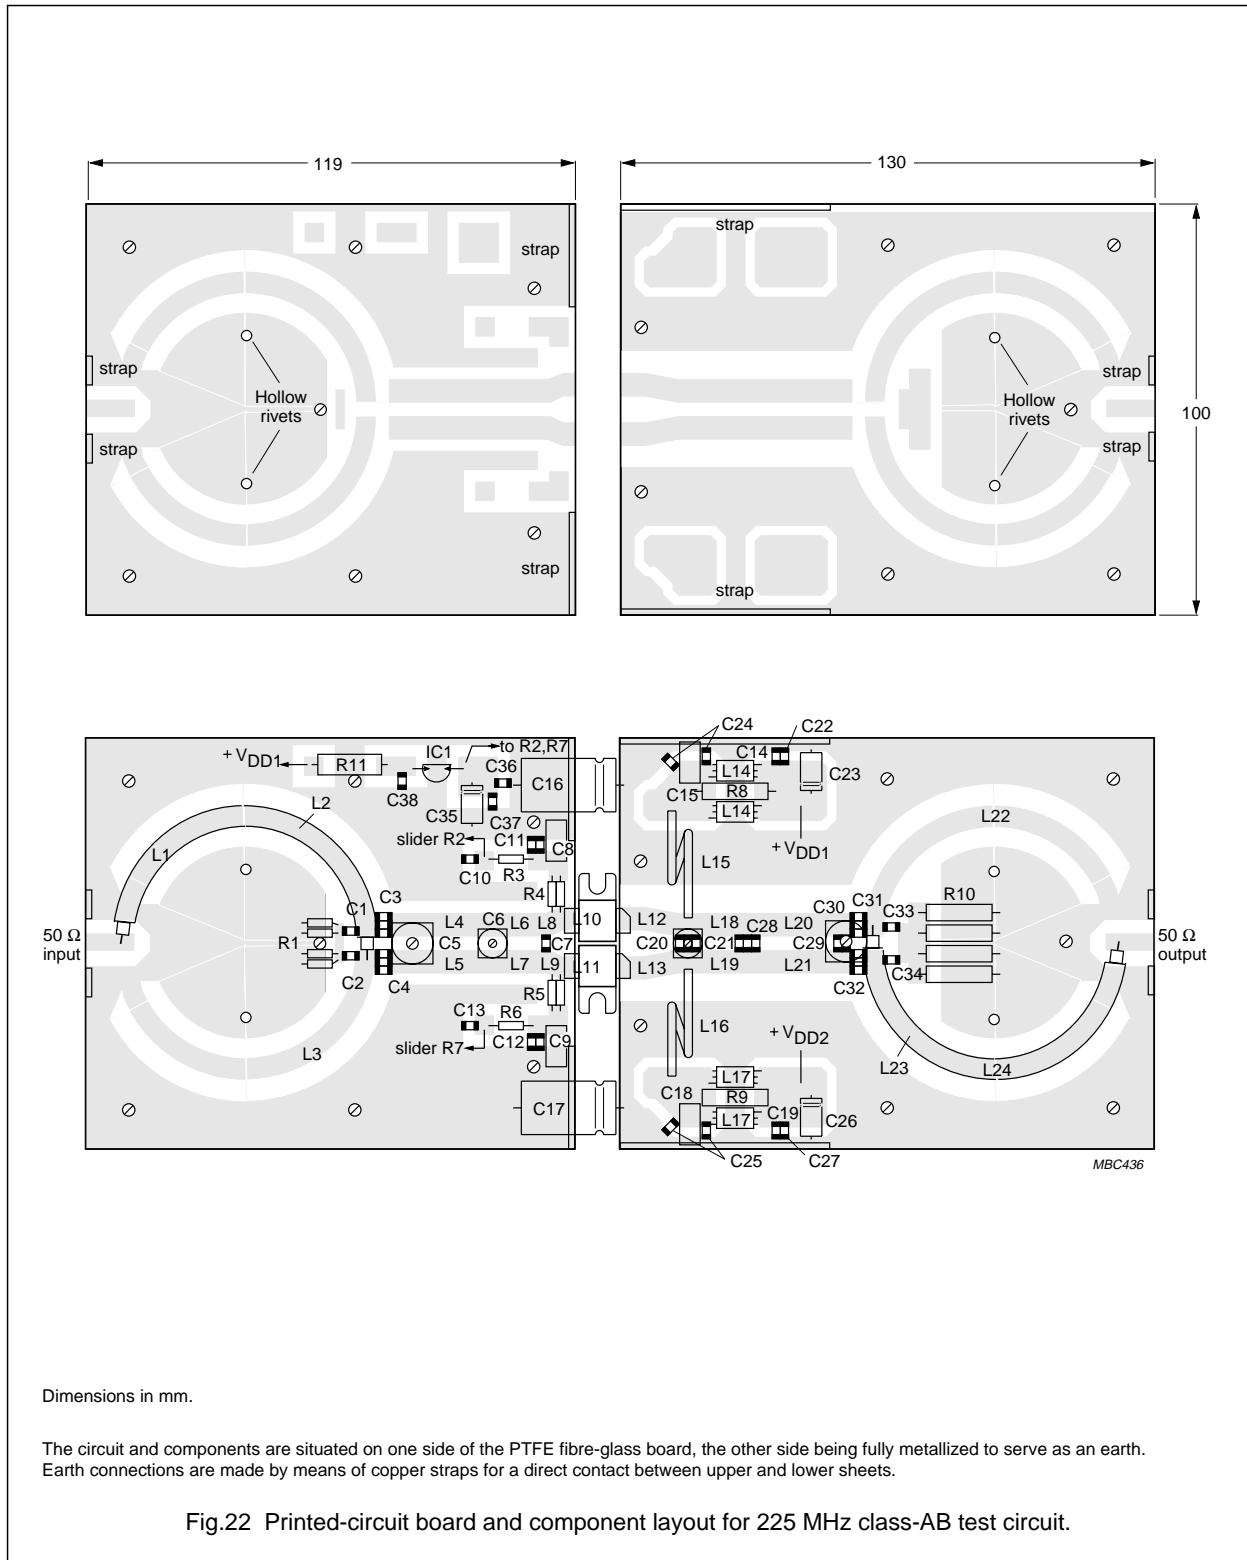 119
130
strap
strap
strap
strap
Hollow
rivets
Hollow
rivets
strap
strap
strap
100
strap
strap
C24
C22
+ VDD1
R11
IC1
to R2,R7
C36
C14
L14
C23
C16
C38
C35
C37
C15
R8
L14
L2
L22
slider R2
C11
C8
+ VDD1
L1
C10
R3
L15
R4
R10
C3
C1
L4
C6
L6
L8
L10
L12
L18
L20
C30
C31
C33
50 Ω
input
R1
C5
C7
C20
C21
C28
C29
50 Ω
output
L5
L7
L9
L11
L13
L19
L21
C2
C4
C32
C34
R5
C13
R6
L16
+ VDD2
slider R7
C12
C9
L3
L23
L24
L17
C18
R9
C17
L17
C19
C26
C25
C27
MBC436
Dimensions in mm.
The circuit and components are situated on one side of the PTFE fibre-glass board, the other side being fully metallized to serve as an earth.
Earth connections are made by means of copper straps for a direct contact between upper and lower sheets.
Fig.22 Printed-circuit board and component layout for 225 MHz class-AB test circuit.